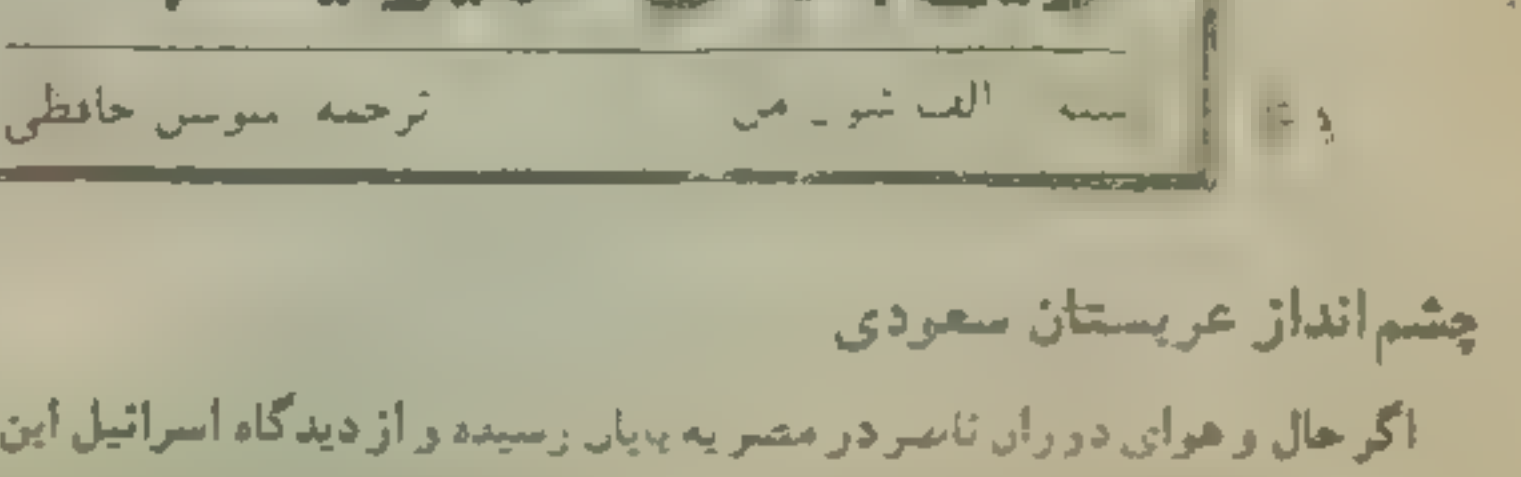 ترجمه موسی حافظی
چشم‌انداز عربستان سعودی
اگر حال و هوای دوران ناصر در مصر به پایان رسیده و از دیدگاه اسرائیل این